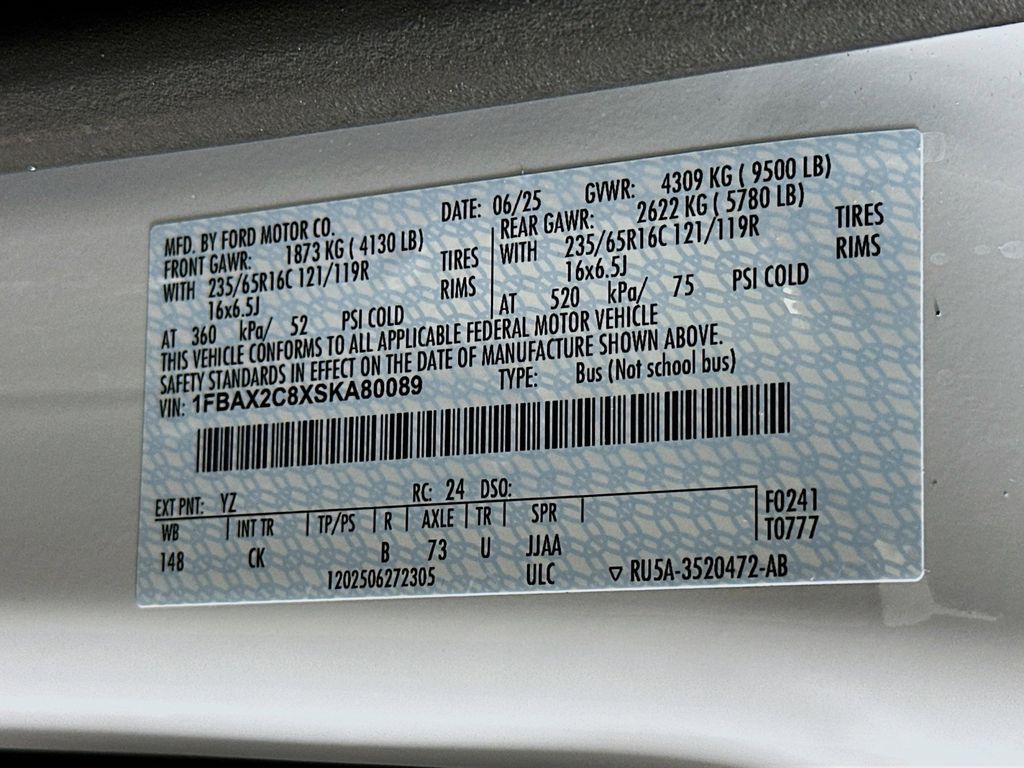 MFD. BY FORD MOTOR CO. DATE: 06/25 GVWR: 4309 KG ( 9500 LB)
FRONT GAWR: 1873 KG ( 4130 LB)
WITH 235/65R16C 121/119R TIRES
16x6.5J RIMS
AT 360 kPa/ 52 PSI COLD
REAR GAWR: 2622 KG ( 5780 LB)
WITH 235/65R16C 121/119R TIRES
16x6.5J RIMS
AT 520 kPa/ 75 PSI COLD
THIS VEHICLE CONFORMS TO ALL APPLICABLE FEDERAL MOTOR VEHICLE
SAFETY STANDARDS IN EFFECT ON THE DATE OF MANUFACTURE SHOWN ABOVE.
VIN: 1FBAX2C8XSKA80089 TYPE: Bus (Not school bus)
EXT PNT: YZ RC: 24 DSO:
WB INT TR TP/PS R AXLE TR SPR F0241
T0777
148 CK B 73 U JJAA
1202506272305 ULC ▽ RU5A-3520472-AB